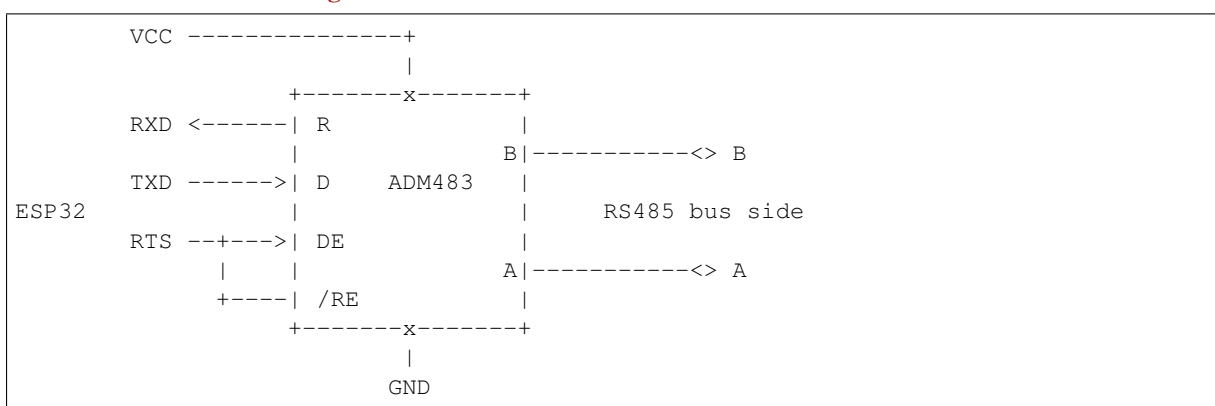 VCC ---------------+
|
+-------x-------+
RXD <------| R |
| B|-----------<> B
TXD ------>| D ADM483 |
ESP32 | | RS485 bus side
RTS --+--->| DE |
| | A|-----------<> A
+----| /RE |
+-------x-------+
|
GND